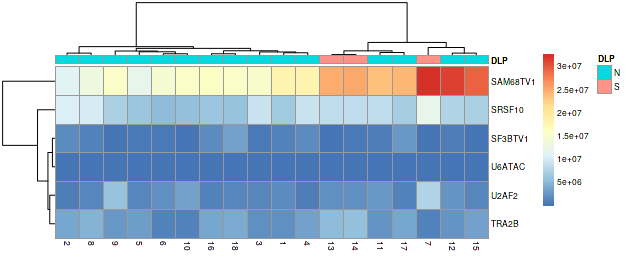 DLP
SAM68TV1
SRSF10
SF3BTV1
U6ATAC
U2AF2
TRA2B
2 8 9 5 6 10 16 18 3 1 4 13 14 11 17 7 12 15
3e+07
2.5e+07
2e+07
1.5e+07
1e+07
5e+06
DLP
N
S